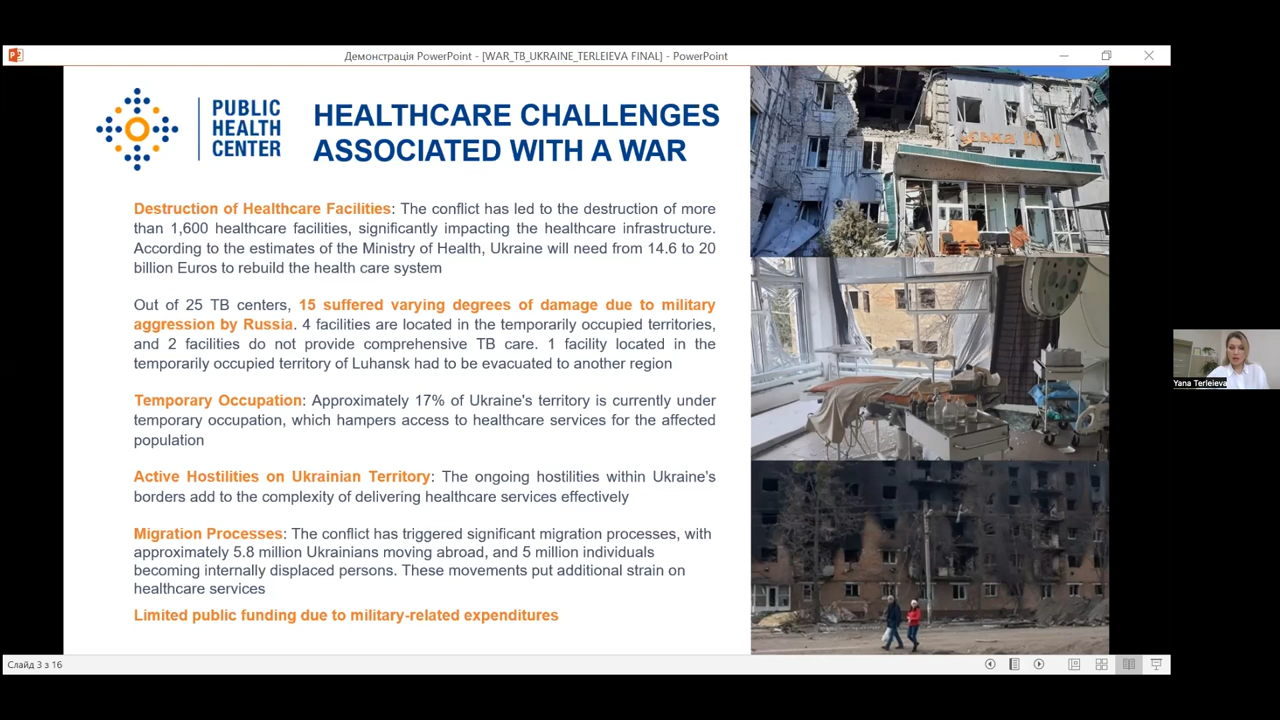 Демонстрація PowerPoint - [WAR_TB_UKRAINE_TERLEIEVA FINAL] - PowerPoint
PUBLIC
HEALTH
CENTER
HEALTHCARE CHALLENGES
ASSOCIATED WITH A WAR
Destruction of Healthcare Facilities: The conflict has led to the destruction of more
than 1,600 healthcare facilities, significantly impacting the healthcare infrastructure.
According to the estimates of the Ministry of Health, Ukraine will need from 14.6 to 20
billion Euros to rebuild the health care system
Out of 25 TB centers, 15 suffered varying degrees of damage due to military
aggression by Russia. 4 facilities are located in the temporarily occupied territories,
and 2 facilities do not provide comprehensive TB care. 1 facility located in the
temporarily occupied territory of Luhansk had to be evacuated to another region
Temporary Occupation: Approximately 17% of Ukraine's territory is currently under
temporary occupation, which hampers access to healthcare services for the affected
population
Active Hostilities on Ukrainian Territory: The ongoing hostilities within Ukraine's
borders add to the complexity of delivering healthcare services effectively
Migration Processes: The conflict has triggered significant migration processes, with
approximately 5.8 million Ukrainians moving abroad, and 5 million individuals
becoming internally displaced persons. These movements put additional strain on
healthcare services
Limited public funding due to military-related expenditures
Yana Terleieva
Слайд 3 з 16